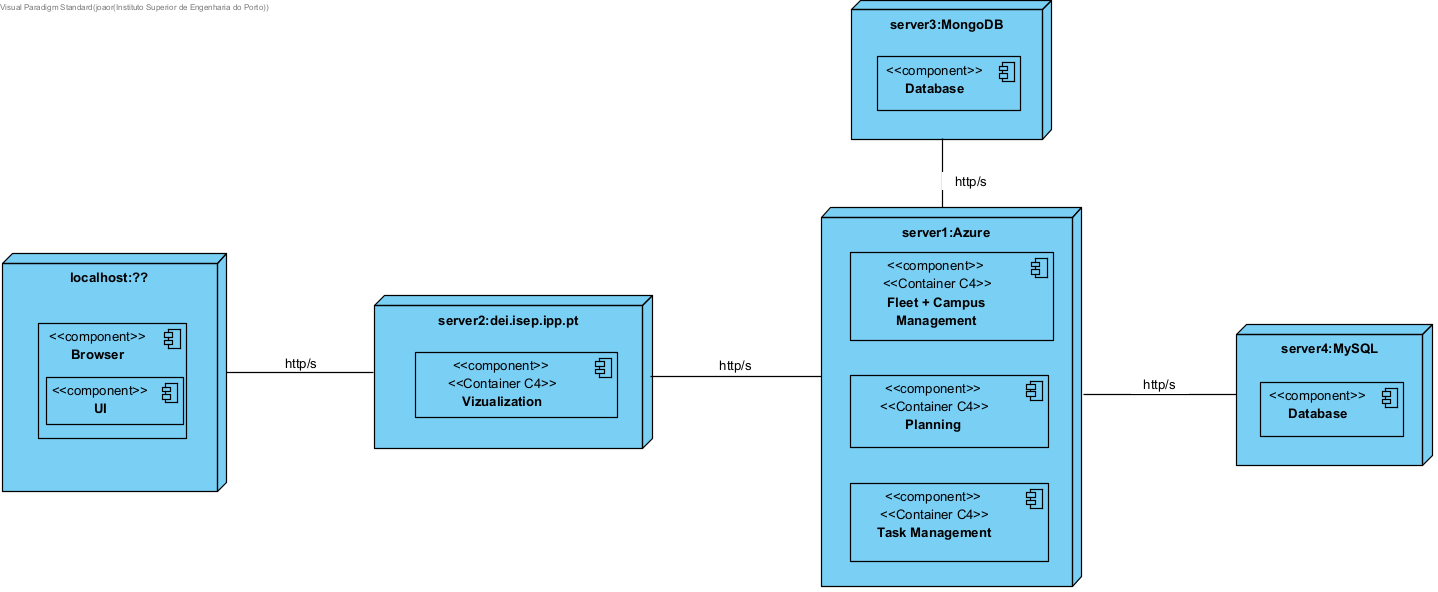 Visual Paradigm Standard(joaor(Instituto Superior de Engenharia do Porto))
server3:MongoDB
<<component>>
Database
http/s
localhost:??
<<component>>
Browser
<<component>>
UI
http/s
server2:dei.isep.ipp.pt
<<component>>
<<Container C4>>
Vizualization
http/s
server1:Azure
<<component>>
<<Container C4>>
Fleet + Campus
Management
<<component>>
<<Container C4>>
Planning
<<component>>
<<Container C4>>
Task Management
http/s
server4:MySQL
<<component>>
Database